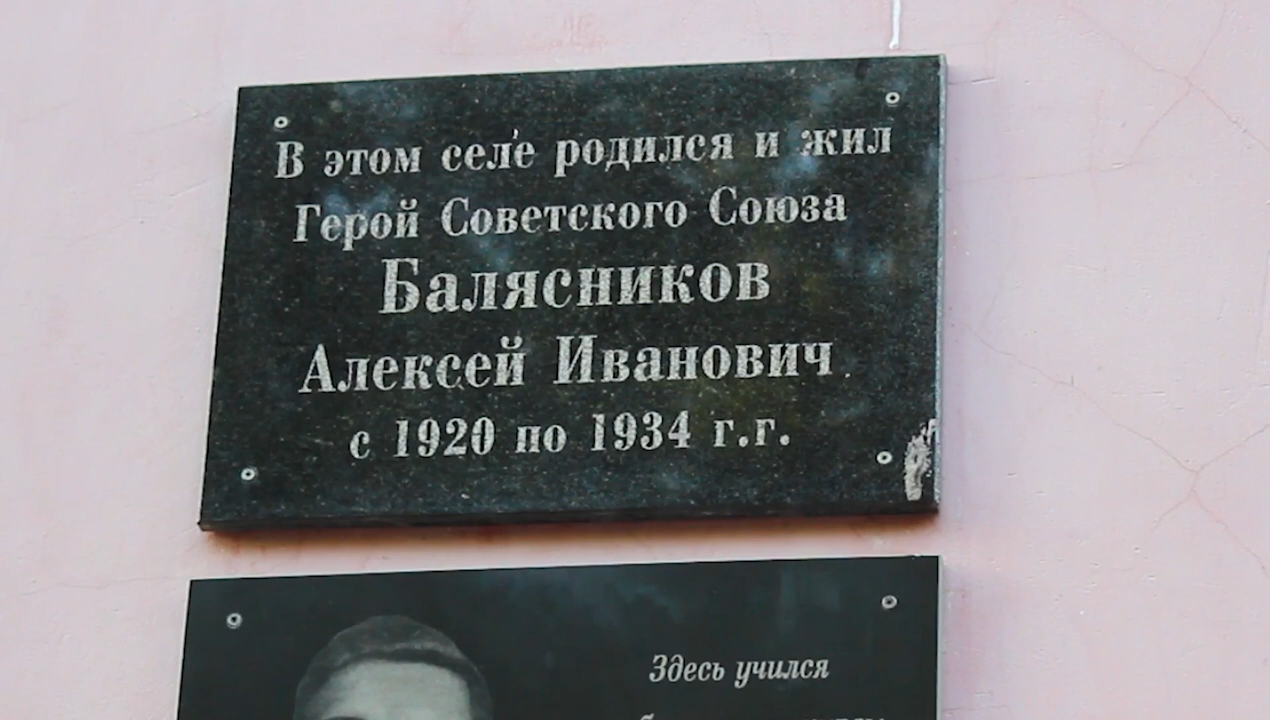 В этом селе родился и жил
Герой Советского Союза
Балясников
Алексей Иванович
с 1920 по 1934 г.г.
Здесь учился